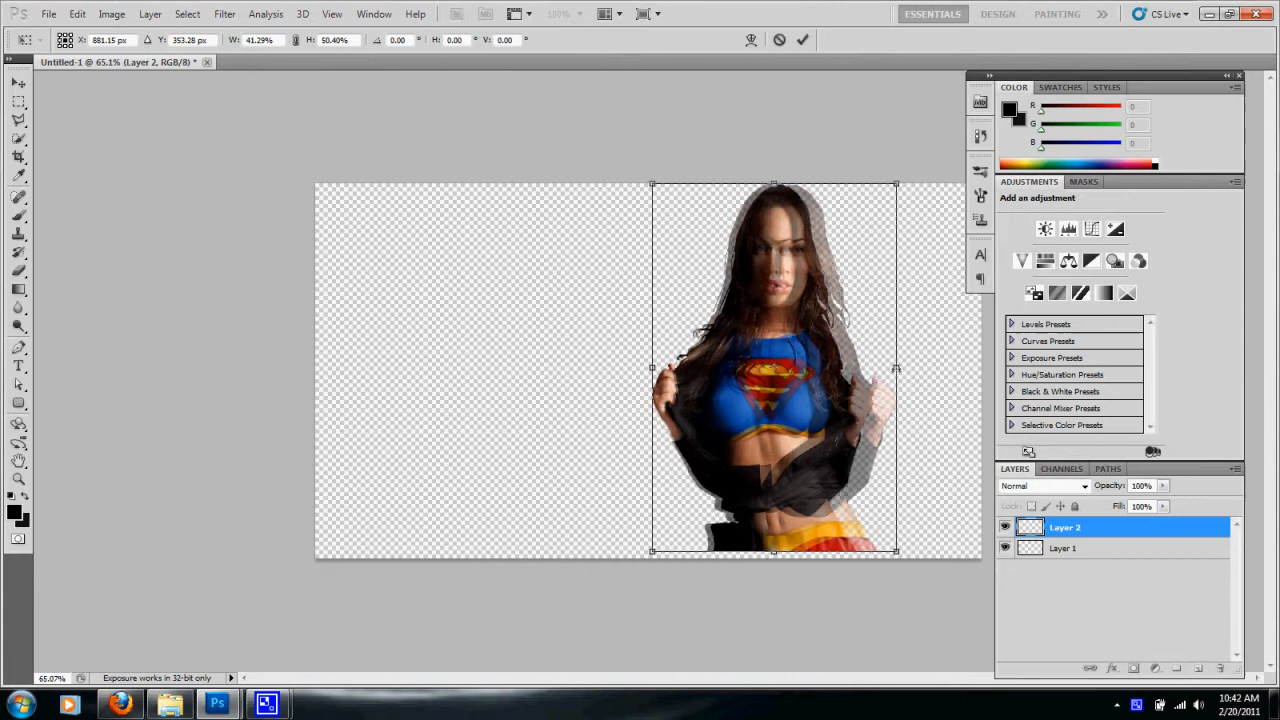 Ps File Edit Image Layer Select Filter Analysis 3D View Window Help Mb 100% ESSENTIALS DESIGN PAINTING CS Live
X: 881.15 px Y: 353.28 px W: 41.29% H: 50.40% 0.00 ° H: 0.00 ° V: 0.00 °
Untitled-1 @ 65.1% (Layer 2, RGB/8) *
COLOR SWATCHES STYLES
Mb
R 0
G 0
B 0
ADJUSTMENTS MASKS
Add an adjustment
A
¶
T
Levels Presets
Curves Presets
Exposure Presets
Hue/Saturation Presets
Black & White Presets
Channel Mixer Presets
Selective Color Presets
LAYERS CHANNELS PATHS
Normal Opacity: 100%
Lock: Fill: 100%
Layer 2
Layer 1
fx
65.07% Exposure works in 32-bit only
Ps
10:42 AM
2/20/2011